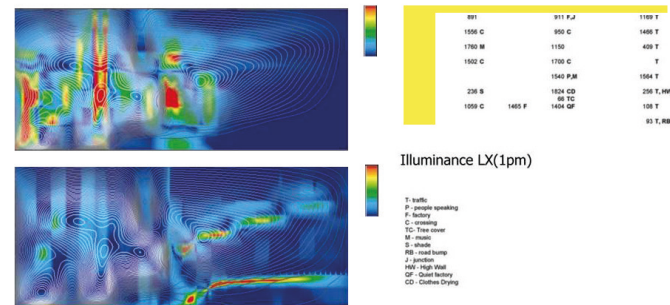 891 911 F.J 1169 T
1556 C 950 C 1466 T
1760 M 1150 409 T
1502 C 1700 C T
1540 P,M 1564 T
236 S 1824 CD 256 T, HW
66 TC
1059 C 1465 F 1404 QF 108 T
93 T, RB
Illuminance LX(1pm)
T- traffic
P - people speaking
F- factory
C - crossing
TC- Tree cover
M - music
S - shade
RB - road bump
J - junction
HW - High Wall
QF - Quiet factory
CD - Clothes Drying